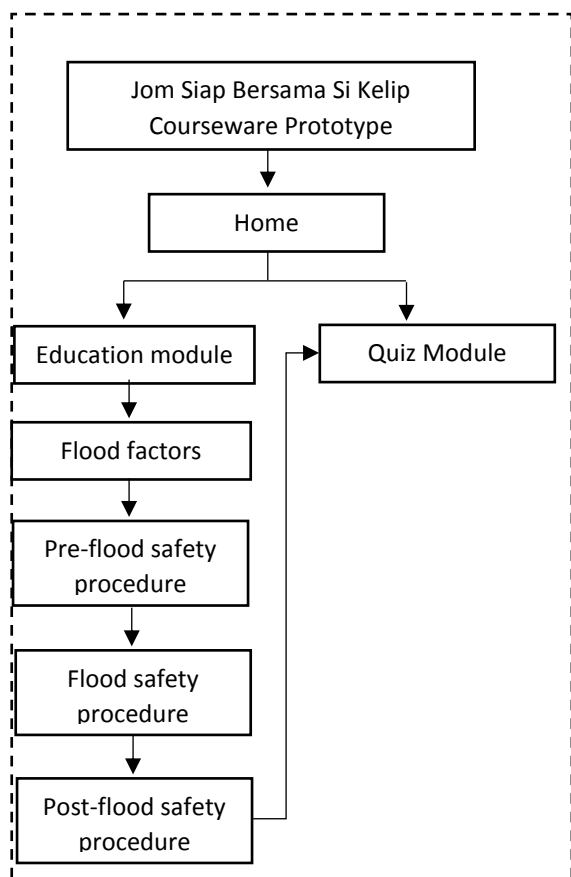 Jom Siap Bersama Si Kelip
Courseware Prototype
Home
Education module
Quiz Module
Flood factors
Pre-flood safety
procedure
Flood safety
procedure
Post-flood safety
procedure